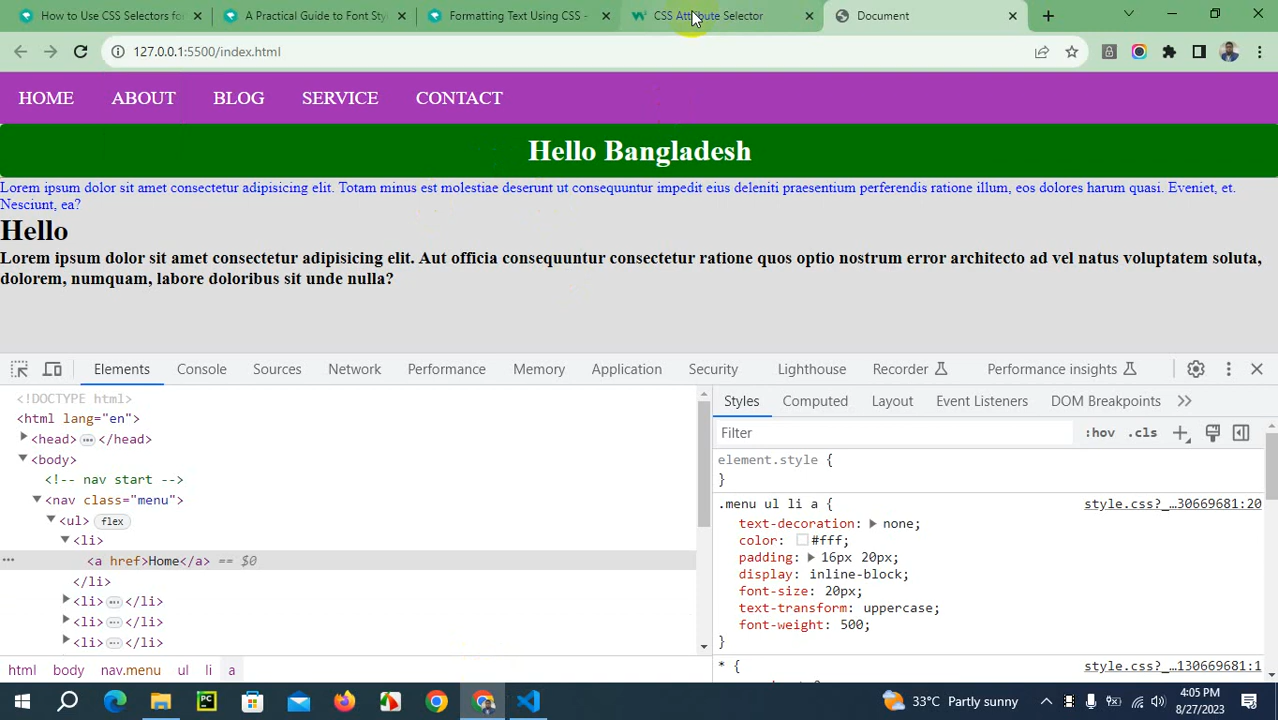 How to Use CSS Selectors for
A Practical Guide to Font Sty
Formatting Text Using CSS -
CSS Attribute Selector
Document
127.0.0.1:5500/index.html
HOME ABOUT BLOG SERVICE CONTACT
Hello Bangladesh
Lorem ipsum dolor sit amet consectetur adipisicing elit. Totam minus est molestiae deserunt ut consequuntur impedit eius deleniti praesentium perferendis ratione illum, eos dolores harum quasi. Eveniet, et.
Nesciunt, ea?
Hello
Lorem ipsum dolor sit amet consectetur adipisicing elit. Aut officia consequuntur consectetur ratione quos optio nostrum error architecto ad vel natus voluptatem soluta,
dolorem, numquam, labore doloribus sit unde nulla?
Elements Console Sources Network Performance Memory Application Security Lighthouse Recorder Performance insights
<!DOCTYPE html>
<html lang="en">
<head> ··· </head>
<body>
<!-- nav start -->
<nav class="menu">
<ul> flex
<li>
··· <a href>Home</a> == $0
</li>
<li> ··· </li>
<li> ··· </li>
<li> ··· </li>
html body nav.menu ul li a
Styles Computed Layout Event Listeners DOM Breakpoints
Filter :hov .cls
element.style {
}
.menu ul li a { style.css?_…30669681:20
text-decoration: none;
color: #fff;
padding: 16px 20px;
display: inline-block;
font-size: 20px;
text-transform: uppercase;
font-weight: 500;
}
* { style.css?_…130669681:1
33°C Partly sunny
4:05 PM
8/27/2023